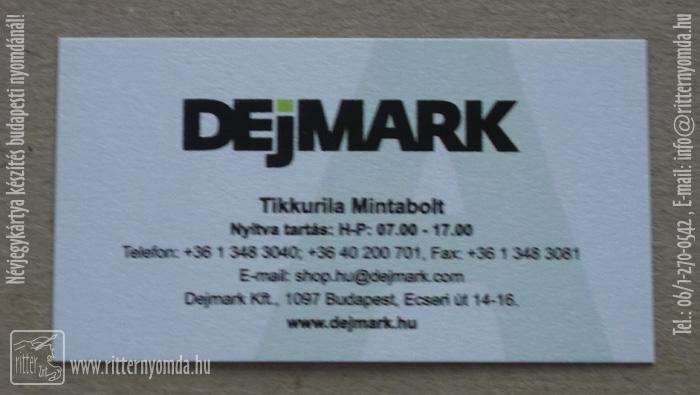 DEjMARK
Tikkurila Mintabolt
Nyitva tartás: H-P: 07.00 - 17.00
Telefon: +36 1 348 3040; +36 40 200 701, Fax: +36 1 348 3081
E-mail: shop.hu@dejmark.com
Dejmark Kft., 1097 Budapest, Ecseri út 14-16.
www.dejmark.hu
Névjegykártya készítés budapesti nyomdánál!
Tel.: 06/1-270-0542  E-mail: info@ritternyomda.hu
ritter Zrt.
www.ritternyomda.hu